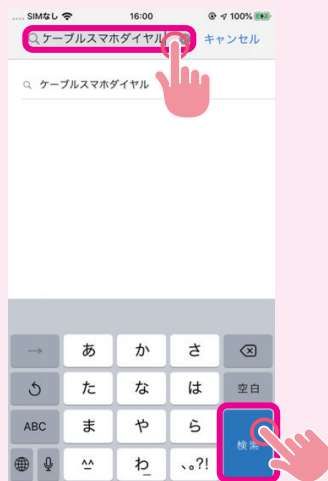 SIMなし 16:00 100%
ケーブルスマホダイヤル キャンセル
ケーブルスマホダイヤル
→ あ か さ
た な は 空白
ABC ま や ら
検索
^^ わ_ 、。?!